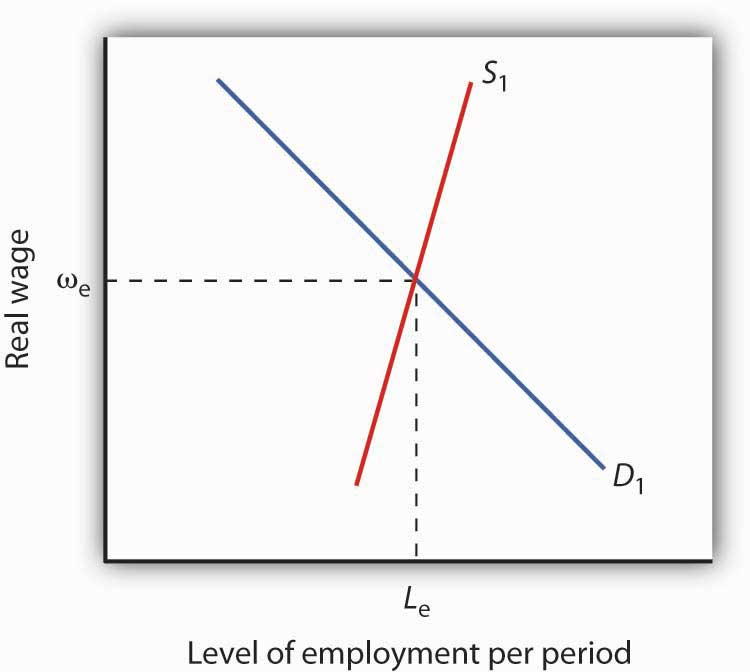 S1
Real wage
ωe
D1
Le
Level of employment per period